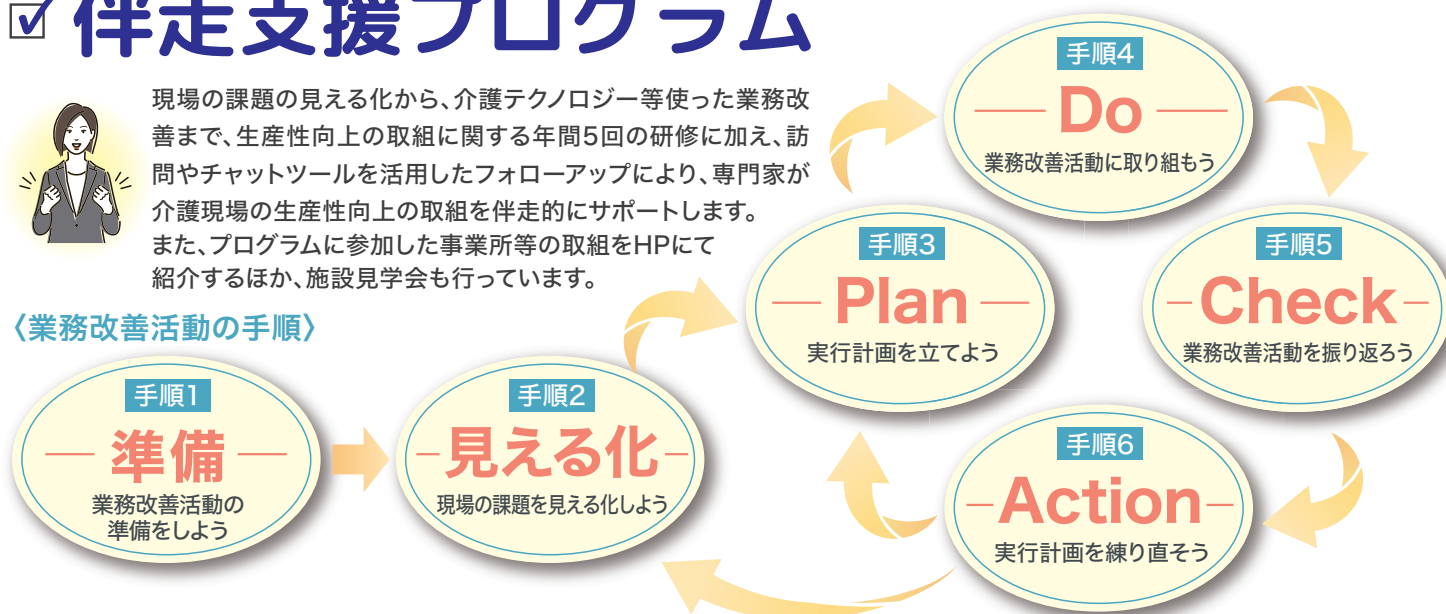 伴走支援プログラム
現場の課題の見える化から、介護テクノロジー等使った業務改
善まで、生産性向上の取組に関する年間5回の研修に加え、訪
問やチャットツールを活用したフォローアップにより、専門家が
介護現場の生産性向上の取組を伴走的にサポートします。
また、プログラムに参加した事業所等の取組をHPにて
紹介するほか、施設見学会も行っています。
〈業務改善活動の手順〉
手順1
準備
業務改善活動の
準備をしよう
手順2
見える化
現場の課題を見える化しよう
手順3
Plan
実行計画を立てよう
手順4
Do
業務改善活動に取り組もう
手順5
Check
業務改善活動を振り返ろう
手順6
Action
実行計画を練り直そう